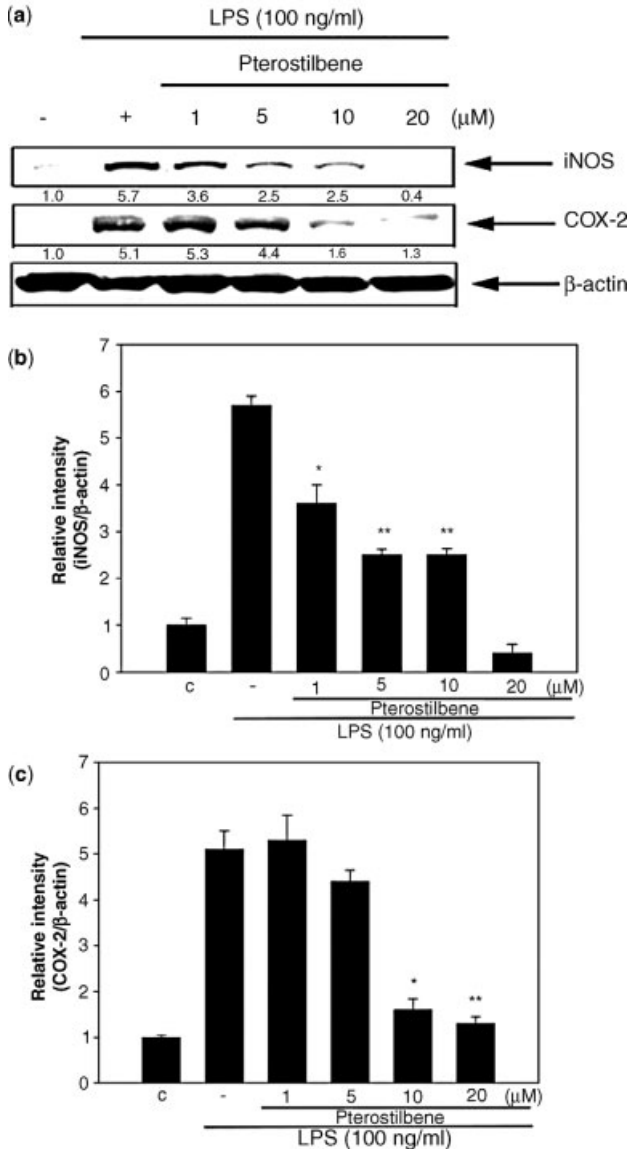 (a)
LPS (100 ng/ml)
Pterostilbene
- + 1 5 10 20 (μM)
iNOS
1.0 5.7 3.6 2.5 2.5 0.4
COX-2
1.0 5.1 5.3 4.4 1.6 1.3
β-actin
(b)
Relative intensity
(iNOS/β-actin)
7
6
5
4
3
2
1
0
* ** **
c - 1 5 10 20 (μM)
Pterostilbene
LPS (100 ng/ml)
(c)
Relative intensity
(COX-2/β-actin)
7
6
5
4
3
2
1
0
* **
c - 1 5 10 20 (μM)
Pterostilbene
LPS (100 ng/ml)